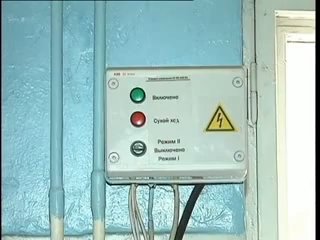 Включено
Сухой ход
Режим II
Выключено
Режим I